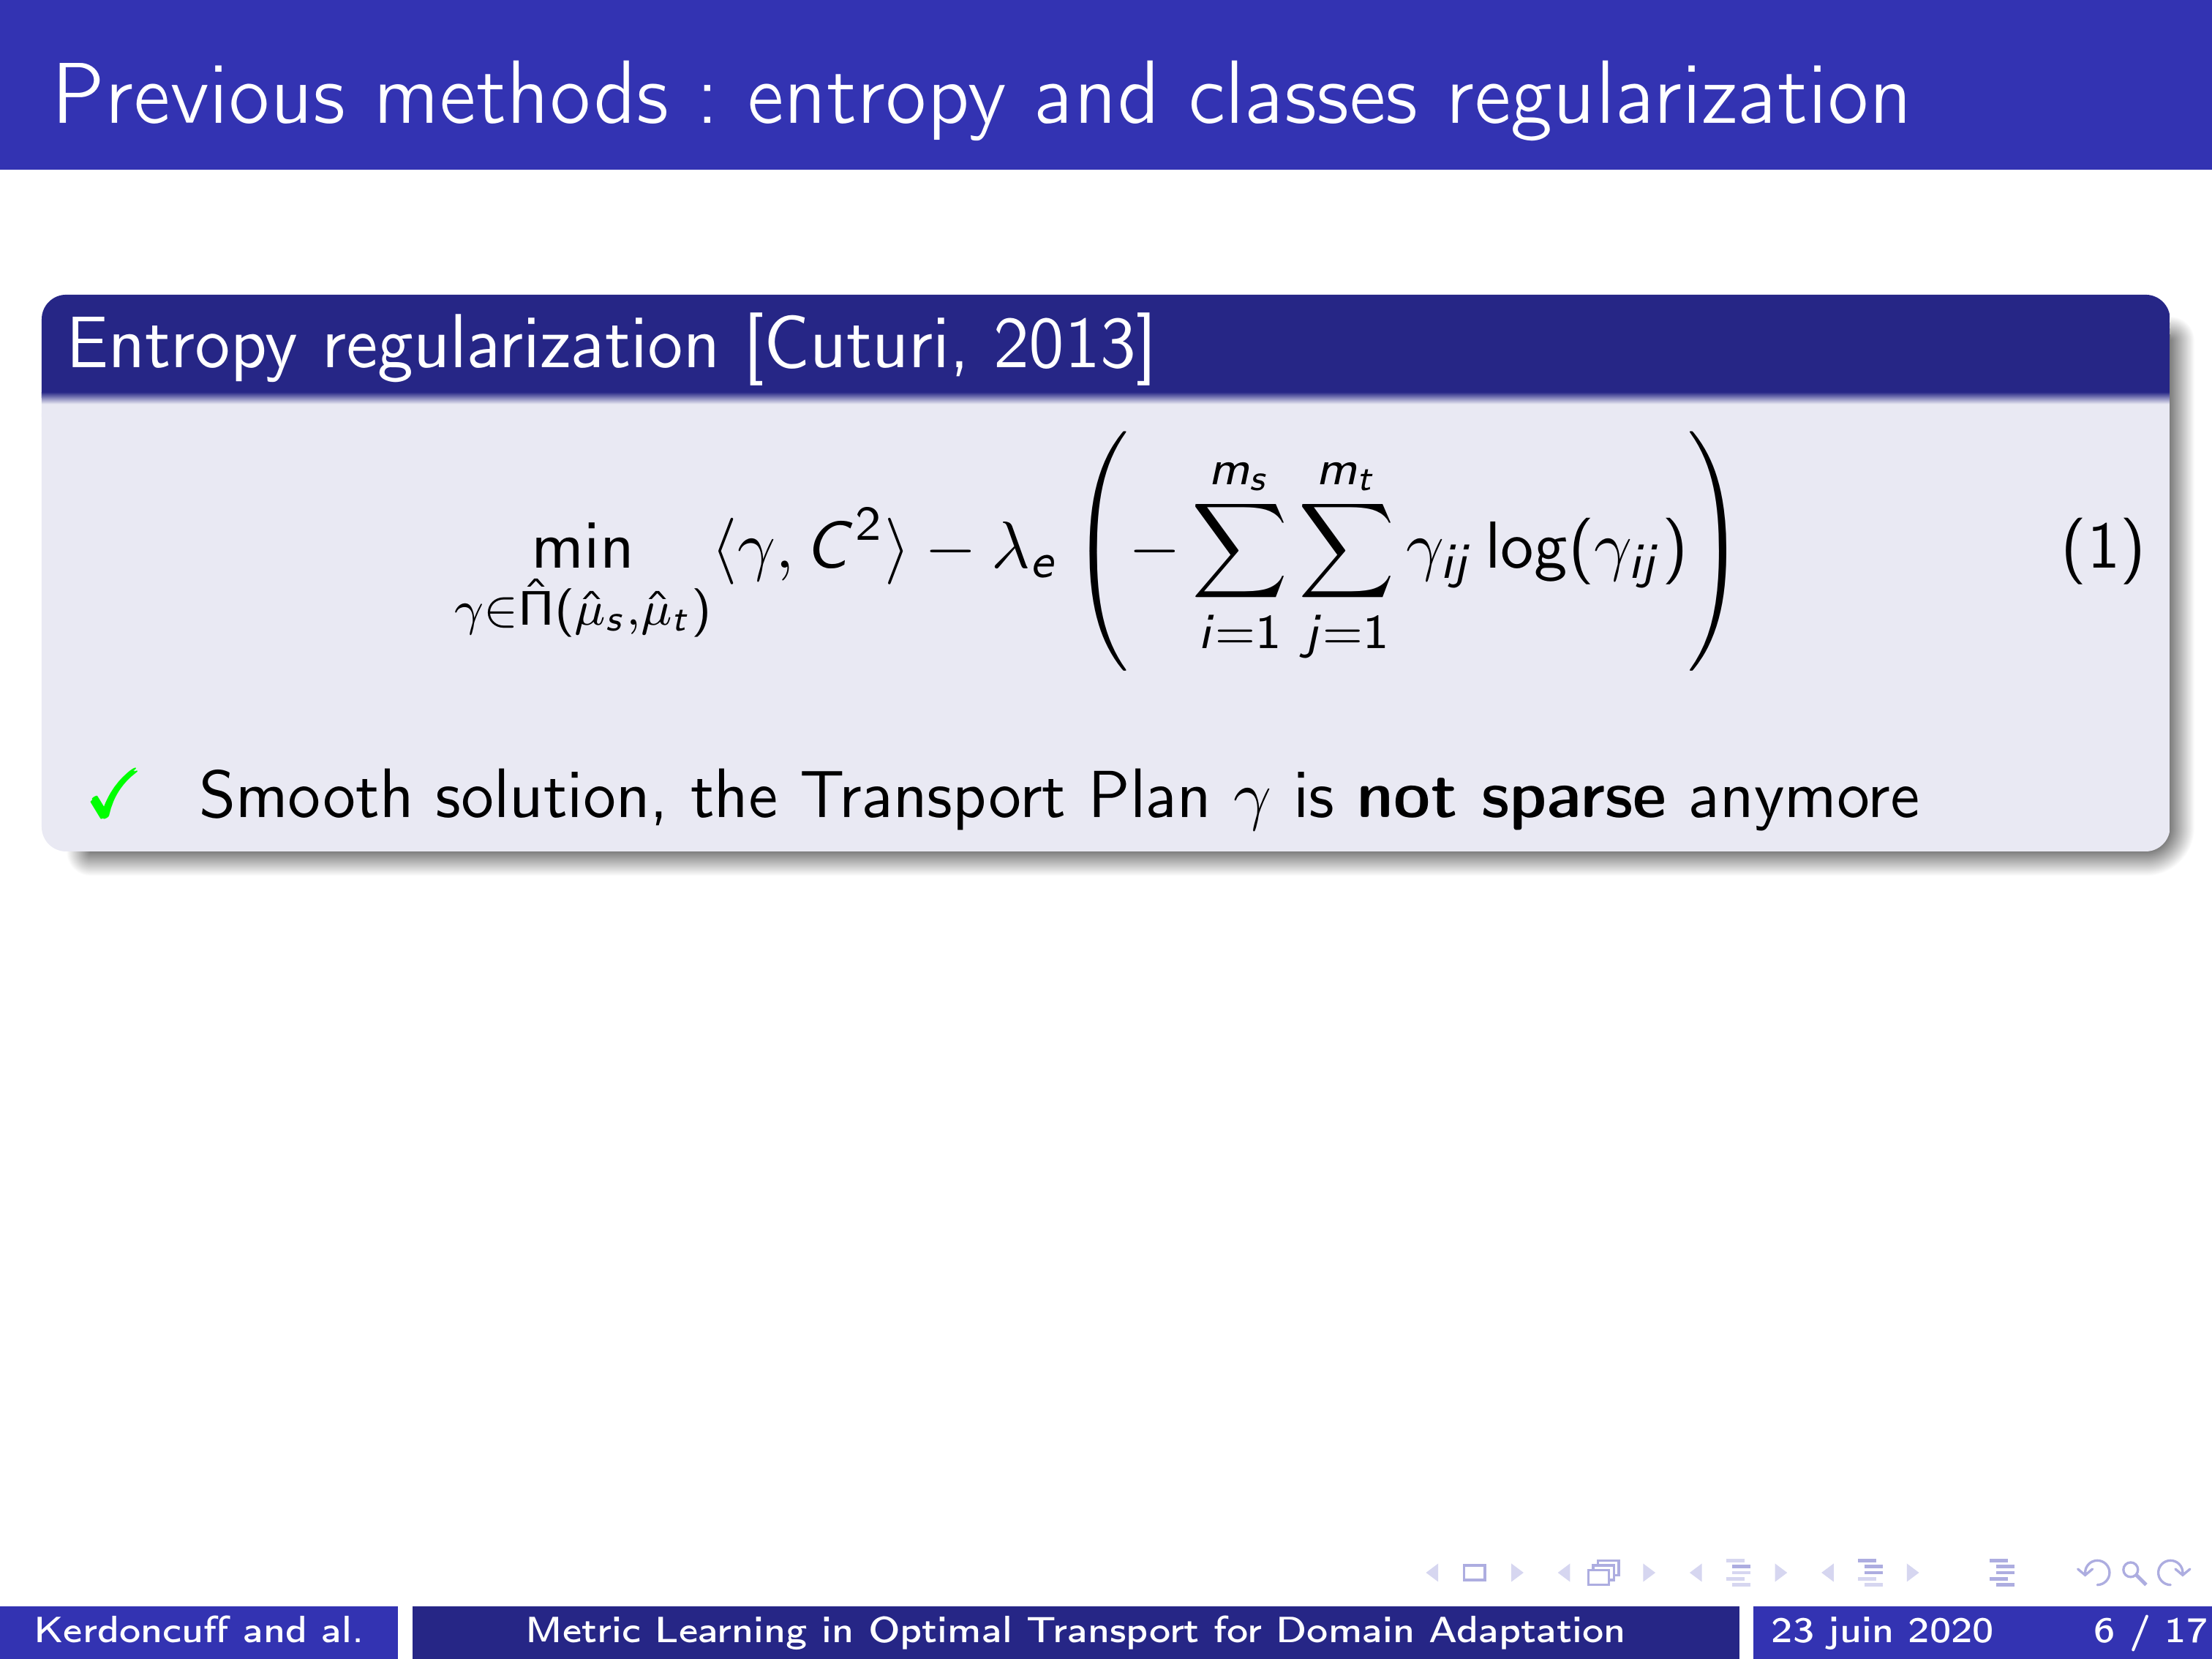 Previous methods : entropy and classes regularization
Entropy regularization [Cuturi, 2013]
$$\min_{\gamma \in \hat{\Pi}(\hat{\mu}_s, \hat{\mu}_t)} \langle \gamma, C^2 \rangle - \lambda_e \left( - \sum_{i=1}^{m_s} \sum_{j=1}^{m_t} \gamma_{ij} \log(\gamma_{ij}) \right) \quad (1)$$
✓ Smooth solution, the Transport Plan γ is not sparse anymore
Kerdoncuff and al. Metric Learning in Optimal Transport for Domain Adaptation 23 juin 2020 6 / 17